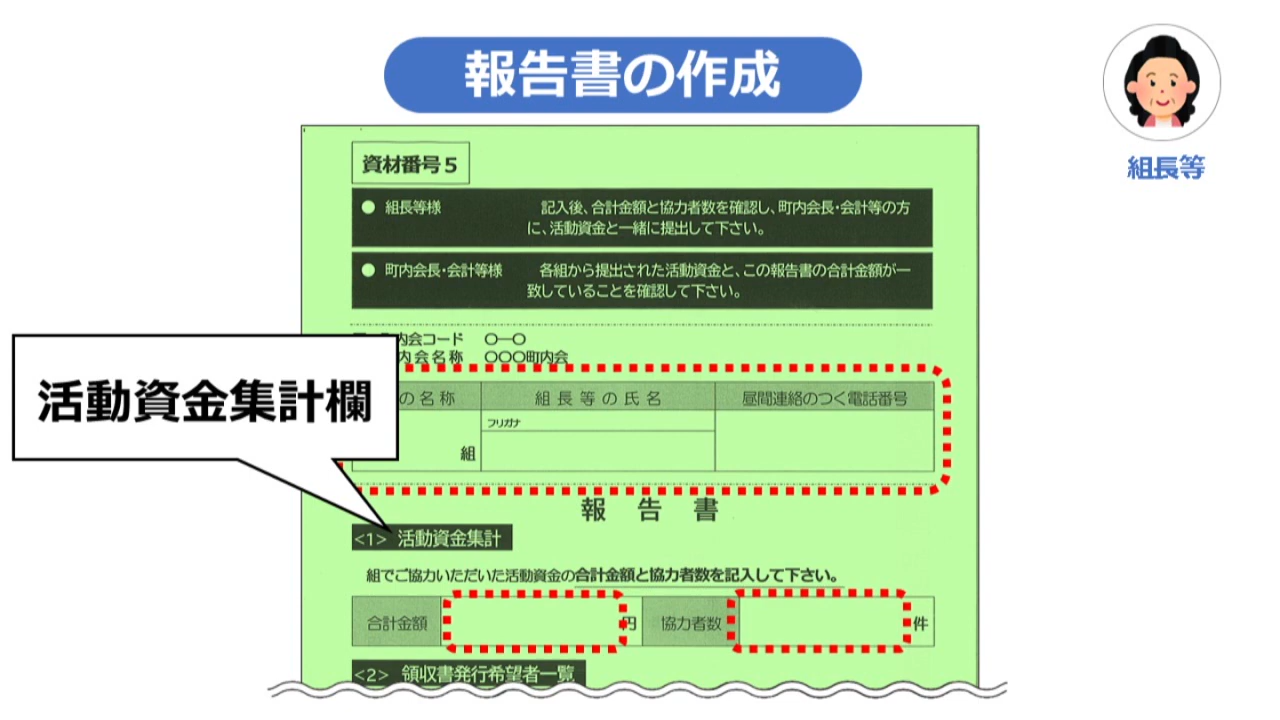 報告書の作成
組長等
資材番号5
● 組長等様 記入後、合計金額と協力者数を確認し、町内会長・会計等の方
に、活動資金と一緒に提出して下さい。
● 町内会長・会計等様 各組から提出された活動資金と、この報告書の合計金額が一
致していることを確認して下さい。
内会コード 〇―〇
内会名称 〇〇〇町内会
活動資金集計欄
の名称 組長等の氏名 昼間連絡のつく電話番号
フリガナ
組
報告書
<1> 活動資金集計
組でご協力いただいた活動資金の合計金額と協力者数を記入して下さい。
合計金額 円 協力者数 件
<2> 領収書発行希望者一覧